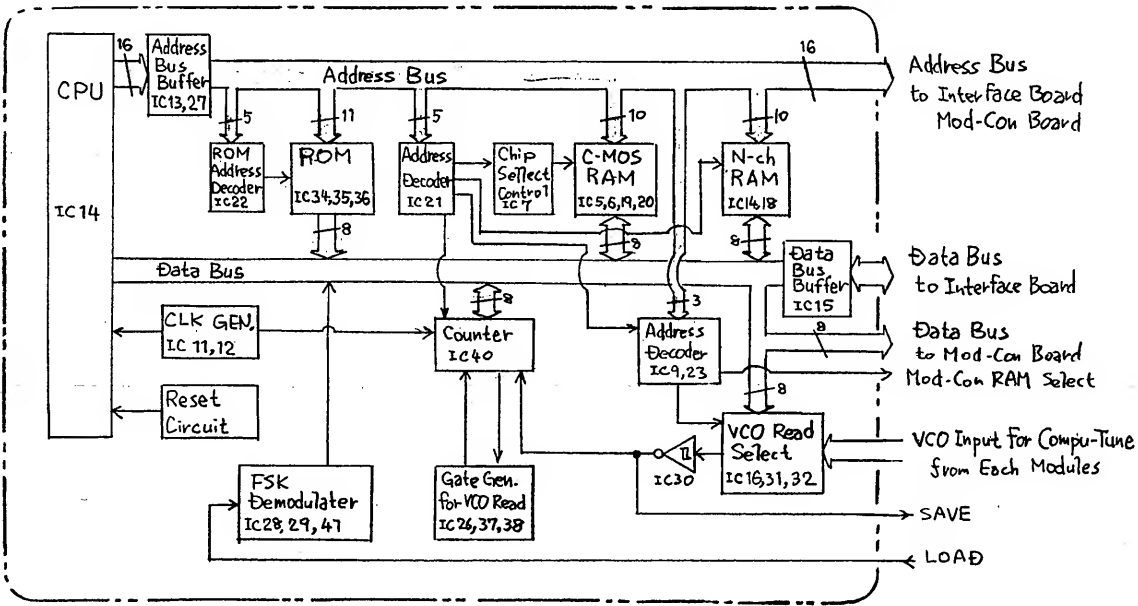 CPU
IC14
16
Address
Bus
Buffer
IC13,27
Address Bus
16
Address Bus
to Interface Board
Mod-Con Board
5
11
5
10
10
ROM
Address
Decoder
IC22
ROM
IC34,35,36
Address
Decoder
IC21
Chip
Sellect
Control
IC7
C-MOS
RAM
IC5,6,19,20
N-ch
RAM
IC14,18
8
8
8
Data Bus
Data
Bus
Buffer
IC15
Data Bus
to Interface Board
CLK GEN.
IC 11,12
8
Counter
IC40
3
Address
Decoder
IC9,23
8
Data Bus
to Mod-Con Board
Mod-Con RAM Select
8
Reset
Circuit
VCO Read
Select
IC16,31,32
VCO Input for Compu-Tune
from Each Modules
IC30
FSK
Demodulater
IC28,29,47
Gate Gen.
for VCO Read
IC26,37,38
SAVE
LOAD